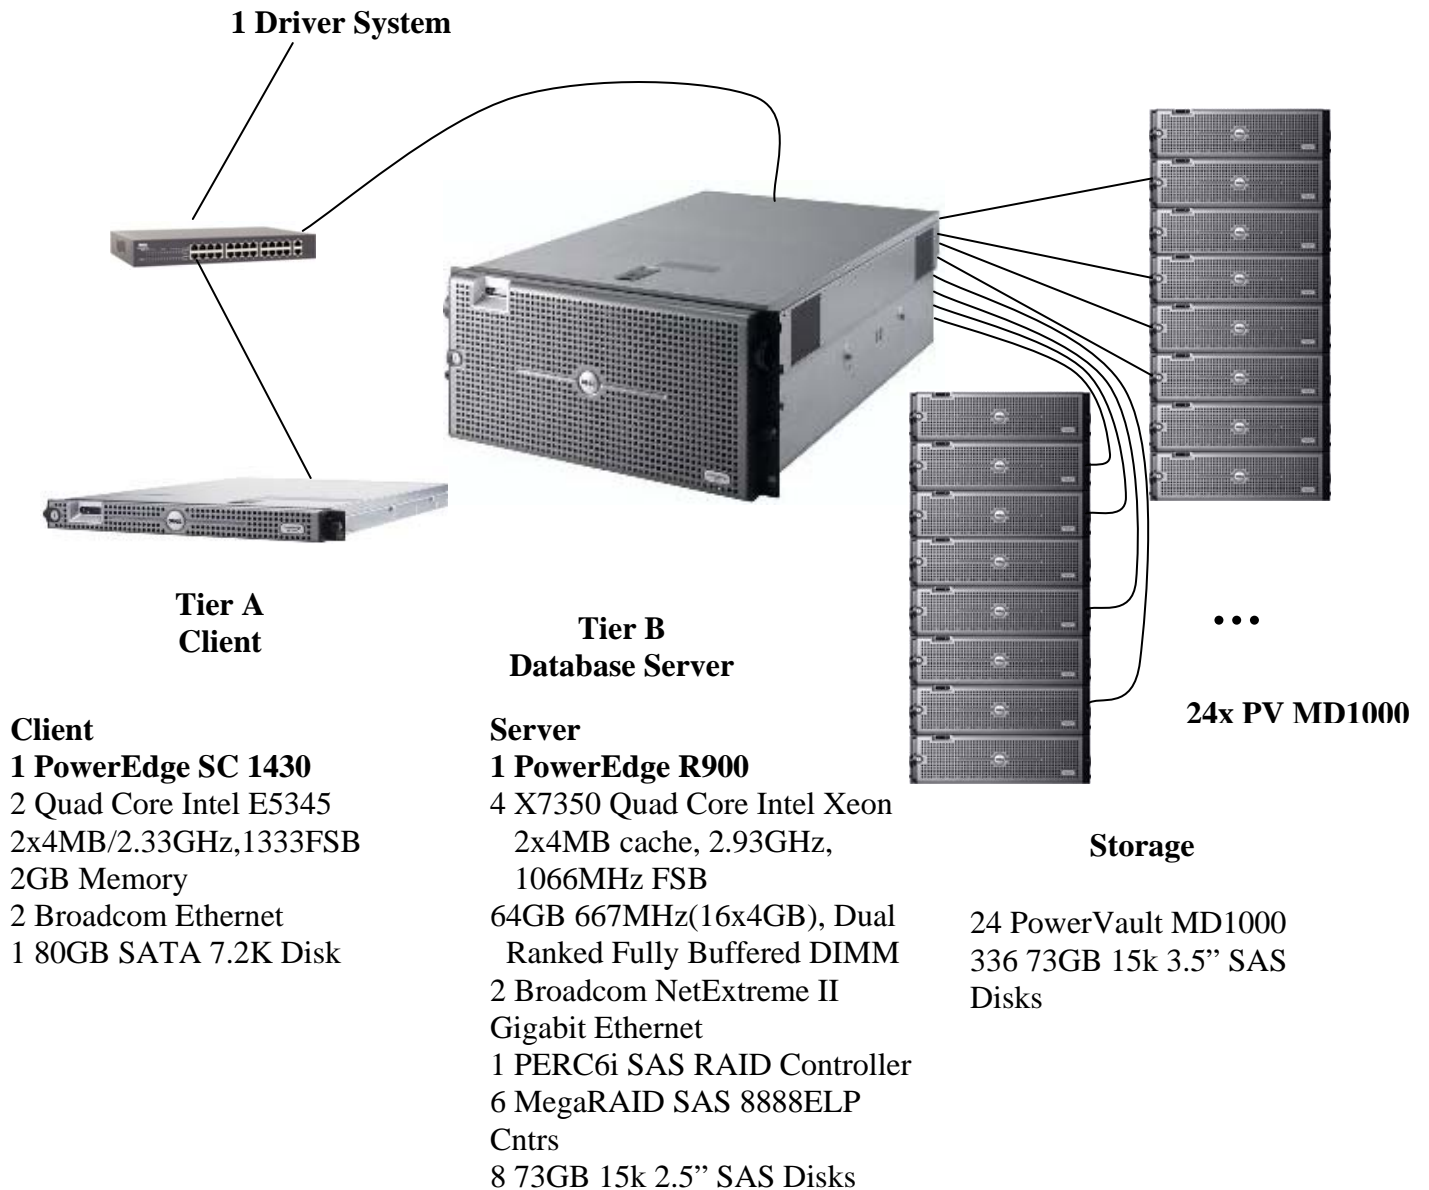 1 Driver System
Tier A
Client
Tier B
Database Server
...
24x PV MD1000
Client
1 PowerEdge SC 1430
2 Quad Core Intel E5345
2x4MB/2.33GHz,1333FSB
2GB Memory
2 Broadcom Ethernet
1 80GB SATA 7.2K Disk
Server
1 PowerEdge R900
4 X7350 Quad Core Intel Xeon
2x4MB cache, 2.93GHz,
1066MHz FSB
64GB 667MHz(16x4GB), Dual
Ranked Fully Buffered DIMM
2 Broadcom NetExtreme II
Gigabit Ethernet
1 PERC6i SAS RAID Controller
6 MegaRAID SAS 8888ELP
Cntrs
8 73GB 15k 2.5” SAS Disks
Storage
24 PowerVault MD1000
336 73GB 15k 3.5” SAS
Disks